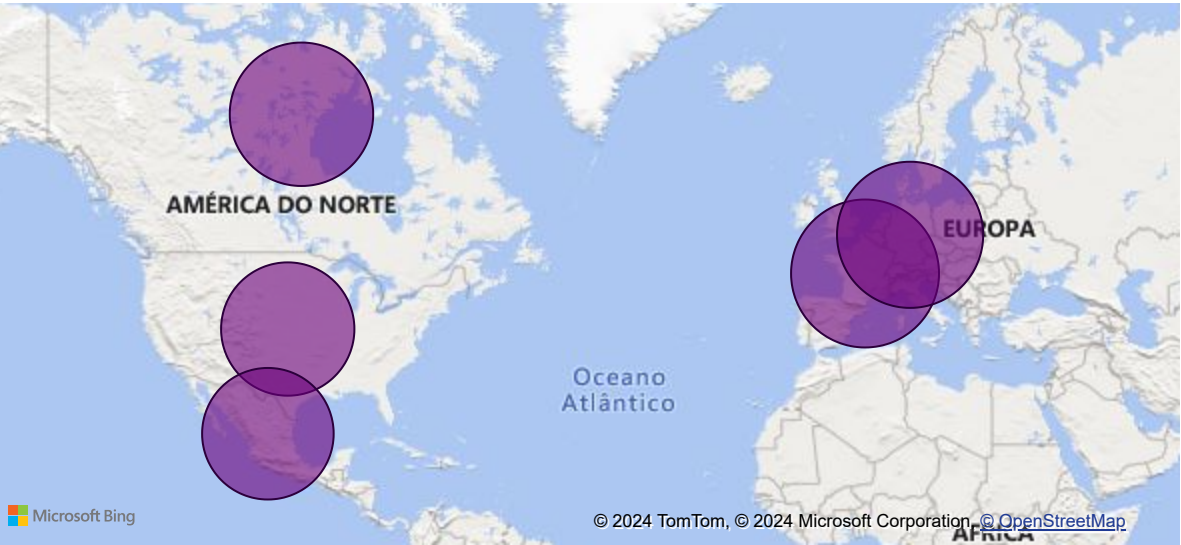 AMÉRICA DO NORTE
EUROPA
Oceano
Atlântico
Microsoft Bing
© 2024 TomTom, © 2024 Microsoft Corporation, © OpenStreetMap
ÁFRICA